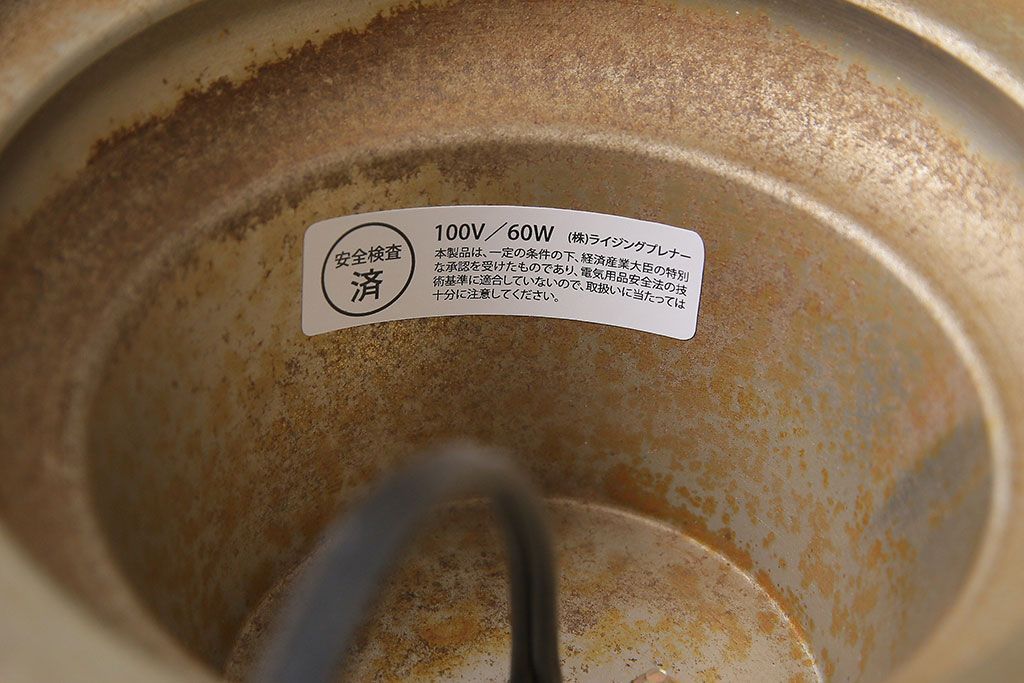 安全検査
済
100V／60W (株)ライジングプレナー
本製品は、一定の条件の下、経済産業大臣の特別
な承認を受けたものであり、電気用品安全法の技
術基準に適合していないので、取扱いに当たっては
十分に注意してください。